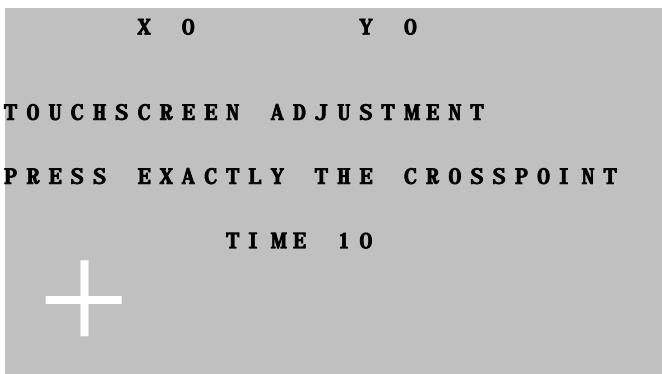 X 0 Y 0
TOUCHSCREEN ADJUSTMENT
PRESS EXACTLY THE CROSSPOINT
TIME 10